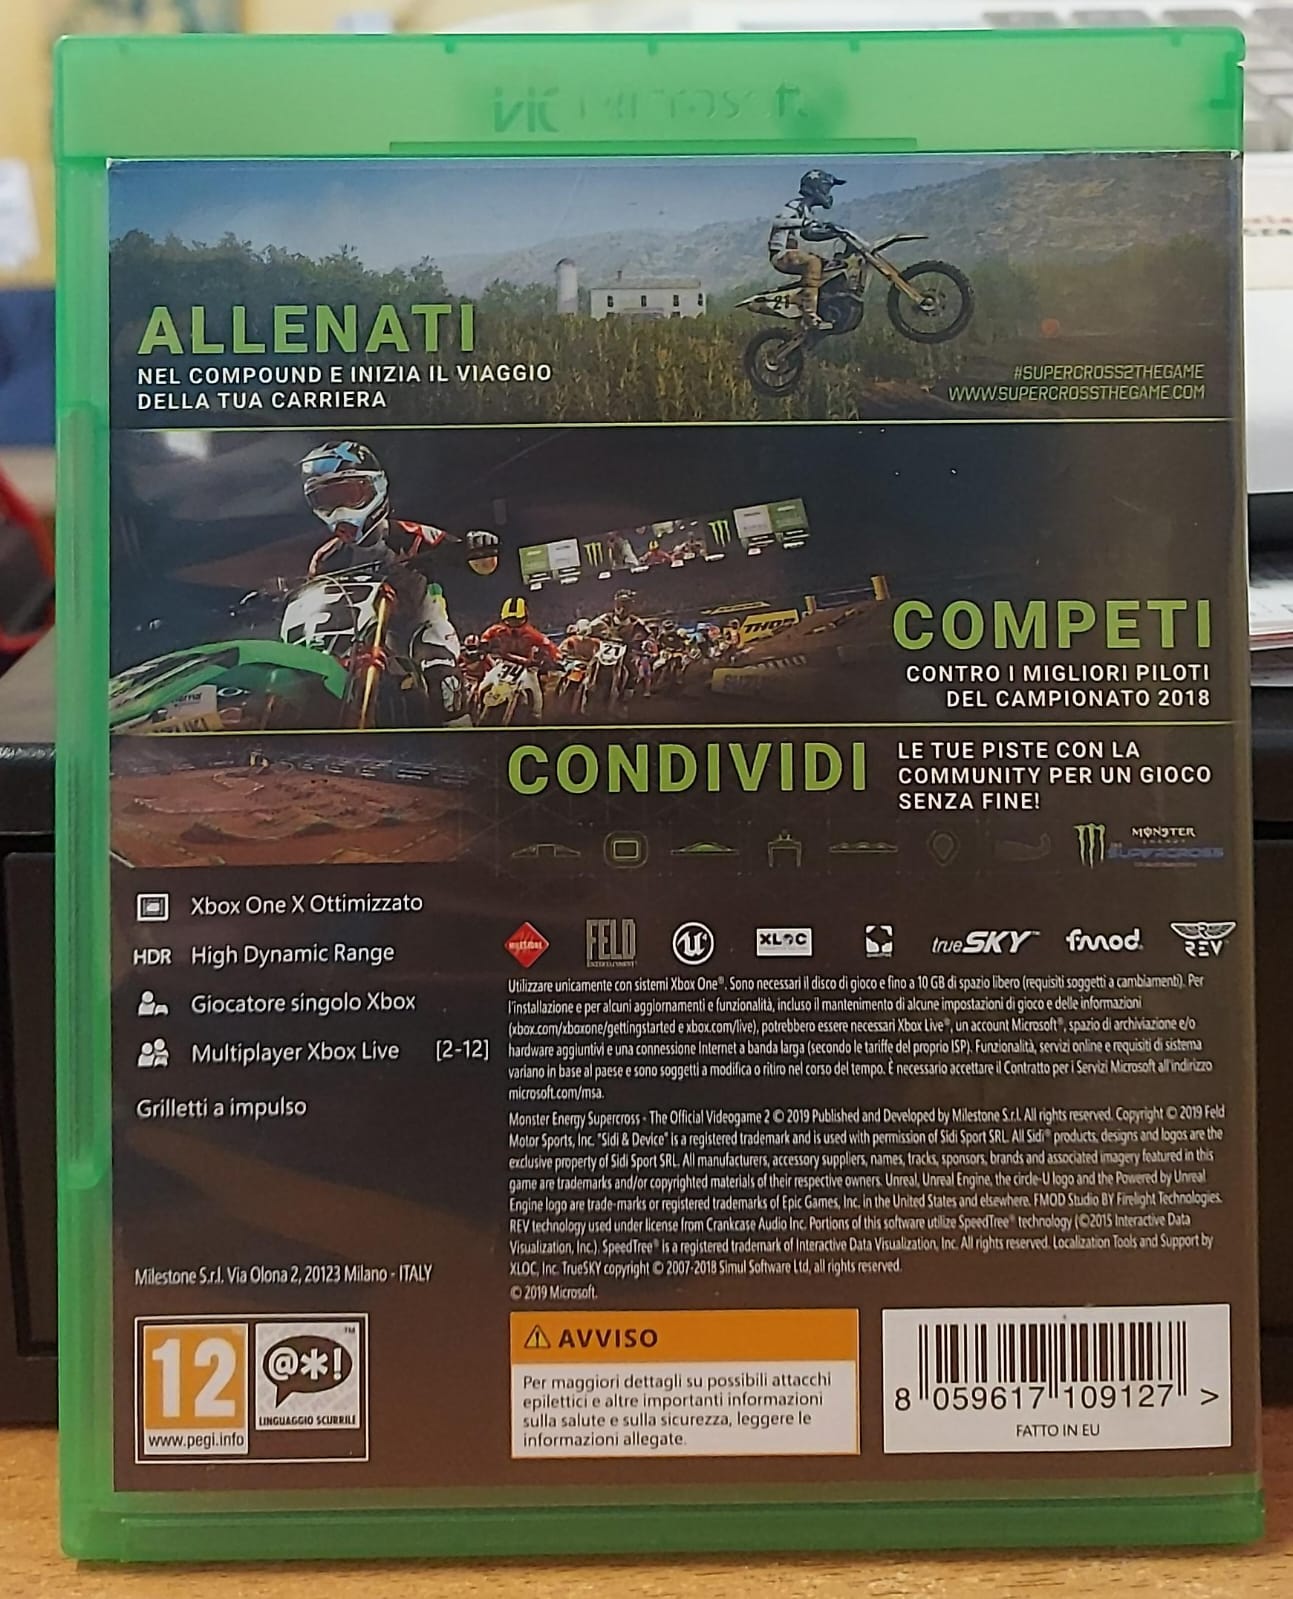 ALLENATI
NEL COMPOUND E INIZIA IL VIAGGIO
DELLA TUA CARRIERA
#SUPERCROSS2THEGAME
WWW.SUPERCROSSTHEGAME.COM
21
THOR
94
21
SUZUKI
COMPETI
CONTRO I MIGLIORI PILOTI
DEL CAMPIONATO 2018
CONDIVIDI
LE TUE PISTE CON LA
COMMUNITY PER UN GIOCO
SENZA FINE!
MONSTER
ENERGY
SUPERCROSS
Xbox One X Ottimizzato
HDR High Dynamic Range
Giocatore singolo Xbox
Multiplayer Xbox Live [2-12]
Grilletti a impulso
MILESTONE
FELD
ENTERTAINMENT
XLOC
trueSKY™
fmod
REV
Utilizzare unicamente con sistemi Xbox One®. Sono necessari il disco di gioco e fino a 10 GB di spazio libero (requisiti soggetti a cambiamenti). Per
l'installazione e per alcuni aggiornamenti e funzionalità, incluso il mantenimento di alcune impostazioni di gioco e delle informazioni
(xbox.com/xboxone/gettingstarted e xbox.com/live), potrebbero essere necessari Xbox Live®, un account Microsoft®, spazio di archiviazione e/o
hardware aggiuntivi e una connessione Internet a banda larga (secondo le tariffe del proprio ISP). Funzionalità, servizi online e requisiti di sistema
variano in base al paese e sono soggetti a modifica o ritiro nel corso del tempo. È necessario accettare il Contratto per i Servizi Microsoft all'indirizzo
microsoft.com/msa.
Monster Energy Supercross - The Official Videogame 2 © 2019 Published and Developed by Milestone S.r.l. All rights reserved. Copyright © 2019 Feld
Motor Sports, Inc. "Sidi & Device" is a registered trademark and is used with permission of Sidi Sport SRL. All Sidi® products, designs and logos are the
exclusive property of Sidi Sport SRL. All manufacturers, accessory suppliers, names, tracks, sponsors, brands and associated imagery featured in this
game are trademarks and/or copyrighted materials of their respective owners. Unreal, Unreal Engine, the circle-U logo and the Powered by Unreal
Engine logo are trade-marks or registered trademarks of Epic Games, Inc. in the United States and elsewhere. FMOD Studio BY Firelight Technologies.
REV technology used under license from Crankcase Audio Inc. Portions of this software utilize SpeedTree® technology (©2015 Interactive Data
Visualization, Inc.). SpeedTree® is a registered trademark of Interactive Data Visualization, Inc. All rights reserved. Localization Tools and Support by
XLOC, Inc. TrueSKY copyright © 2007-2018 Simul Software Ltd, all rights reserved.
© 2019 Microsoft.
Milestone S.r.l. Via Olona 2, 20123 Milano - ITALY
12
www.pegi.info
@*!
™
LINGUAGGIO SCURRILE
AVVISO
Per maggiori dettagli su possibili attacchi
epilettici e altre importanti informazioni
sulla salute e sulla sicurezza, leggere le
informazioni allegate.
8 059617 109127 >
FATTO IN EU